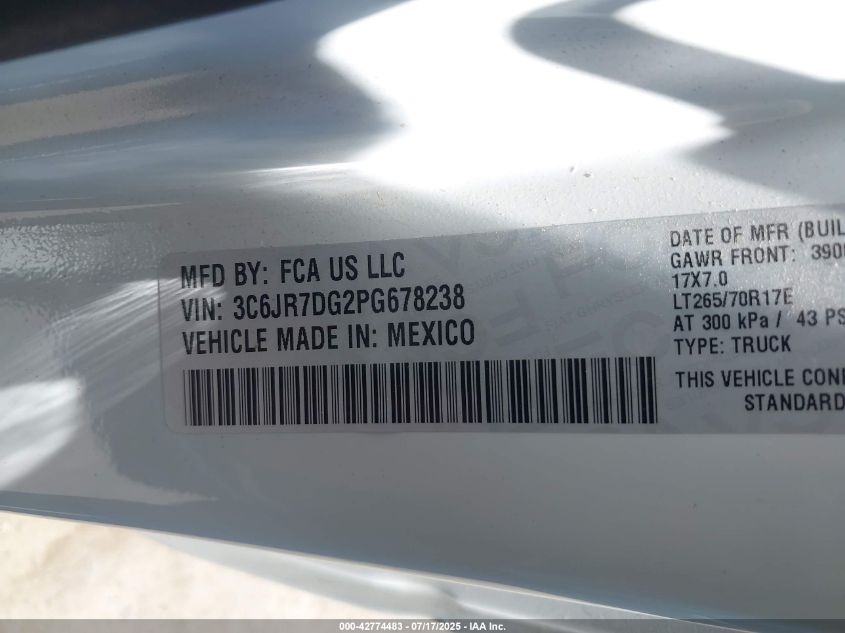 MFD BY: FCA US LLC
VIN: 3C6JR7DG2PG678238
VEHICLE MADE IN: MEXICO
DATE OF MFR (BUIL
GAWR FRONT: 390
17X7.0
LT265/70R17E
AT 300 kPa / 43 PS
TYPE: TRUCK
THIS VEHICLE CON
STANDARD
000-42774483 - 07/17/2025 - IAA Inc.